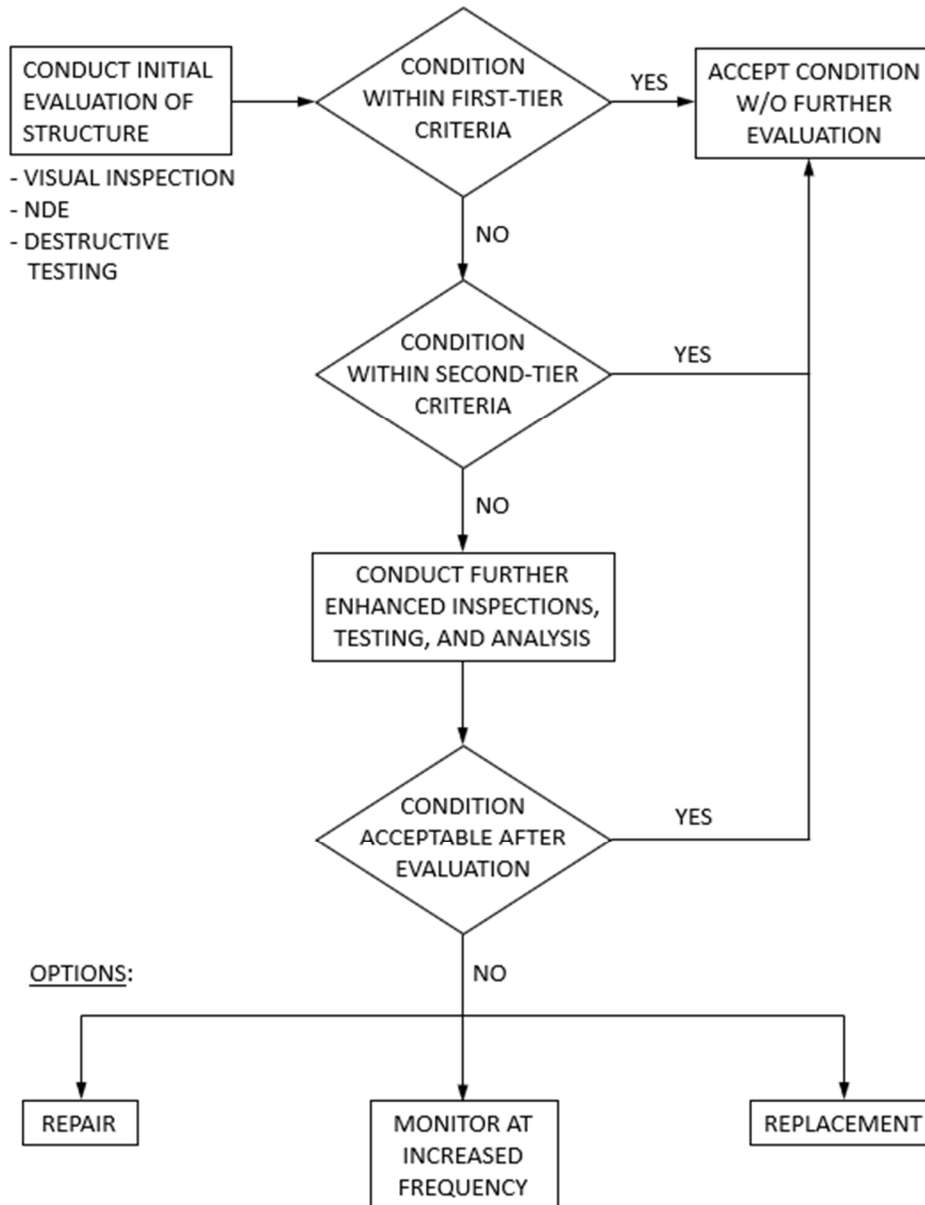 CONDUCT INITIAL
EVALUATION OF
STRUCTURE
- VISUAL INSPECTION
- NDE
- DESTRUCTIVE
TESTING
CONDITION
WITHIN FIRST-TIER
CRITERIA
YES
ACCEPT CONDITION
W/O FURTHER
EVALUATION
NO
CONDITION
WITHIN SECOND-TIER
CRITERIA
YES
NO
CONDUCT FURTHER
ENHANCED INSPECTIONS,
TESTING, AND ANALYSIS
CONDITION
ACCEPTABLE AFTER
EVALUATION
YES
NO
OPTIONS:
REPAIR
MONITOR AT
INCREASED
FREQUENCY
REPLACEMENT